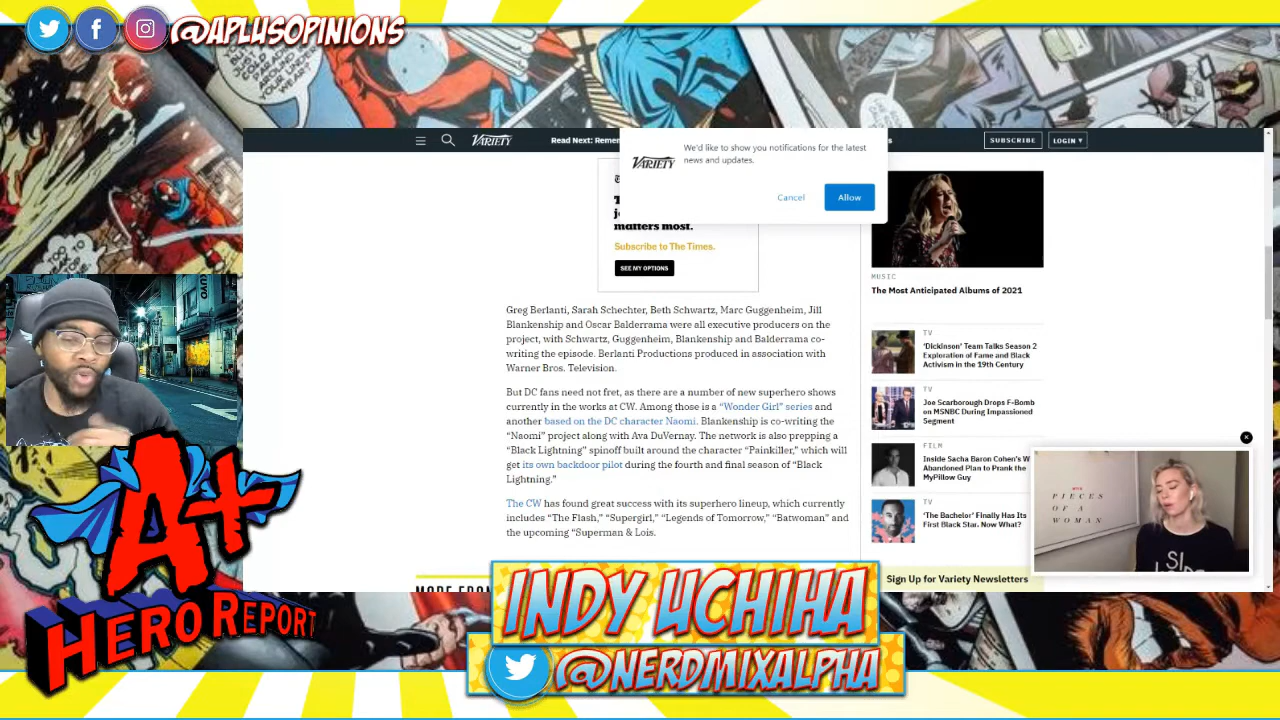 @APLUSOPINIONS
VARIETY
Read Next: Remem
s
SUBSCRIBE
LOGIN ▾
VARIETY
We'd like to show you notifications for the latest
news and updates.
Cancel
Allow
matters most.
Subscribe to The Times.
SEE MY OPTIONS
Greg Berlanti, Sarah Schechter, Beth Schwartz, Marc Guggenheim, Jill
Blankenship and Oscar Balderrama were all executive producers on the
project, with Schwartz, Guggenheim, Blankenship and Balderrama co-
writing the episode. Berlanti Productions produced in association with
Warner Bros. Television.
But DC fans need not fret, as there are a number of new superhero shows
currently in the works at CW. Among those is a “Wonder Girl” series and
another based on the DC character Naomi. Blankenship is co-writing the
“Naomi” project along with Ava DuVernay. The network is also prepping a
“Black Lightning” spinoff built around the character “Painkiller,” which will
get its own backdoor pilot during the fourth and final season of “Black
Lightning.”
The CW has found great success with its superhero lineup, which currently
includes “The Flash,” “Supergirl,” “Legends of Tomorrow,” “Batwoman” and
the upcoming “Superman & Lois.
MORE FROM
MUSIC
The Most Anticipated Albums of 2021
TV
‘Dickinson’ Team Talks Season 2
Exploration of Fame and Black
Activism in the 19th Century
TV
Joe Scarborough Drops F-Bomb
on MSNBC During Impassioned
Segment
FILM
Inside Sacha Baron Cohen’s W
Abandoned Plan to Prank the
MyPillow Guy
TV
‘The Bachelor’ Finally Has Its
First Black Star. Now What?
Sign Up for Variety Newsletters
PIECES
OF A
WOMAN
A+
HERO REPORT
INDY UCHIHA
@NERDMIXALPHA